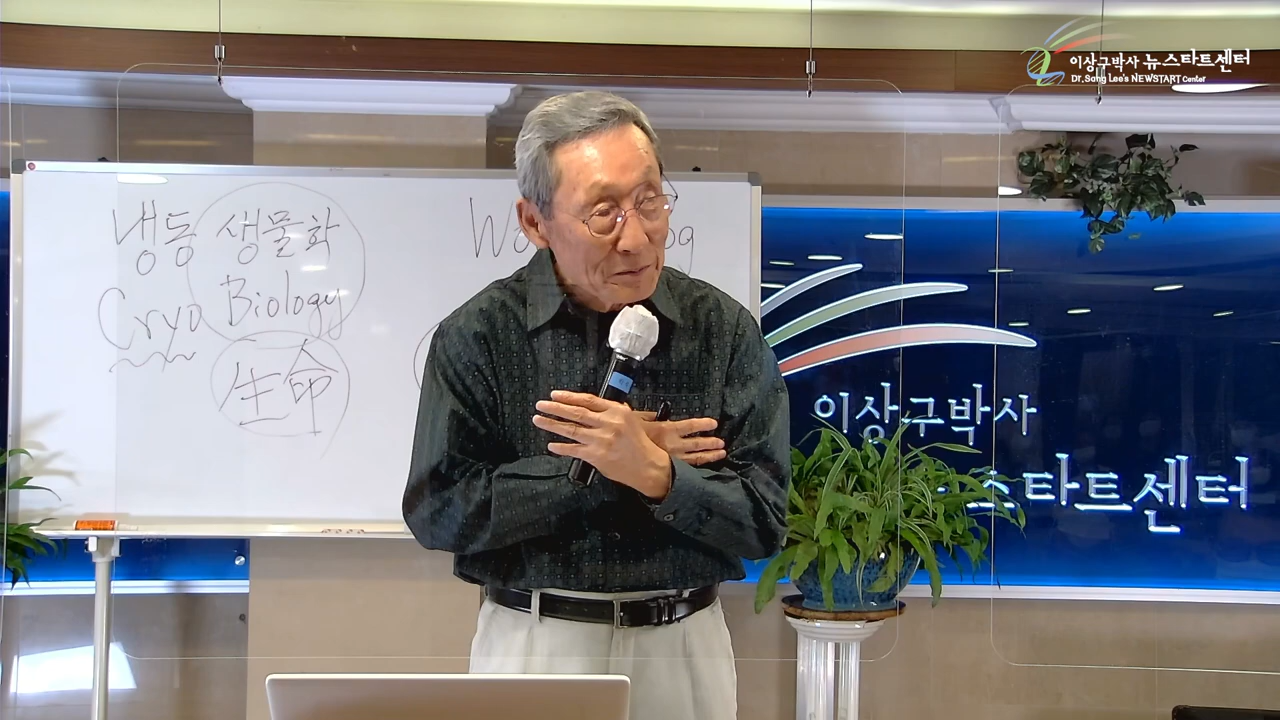 이상구박사 뉴스타트센터
Dr. Sang Lee's NEWSTART Center
냉동 생물학
Cryo Biology
生命
이상구박사
스타트센터